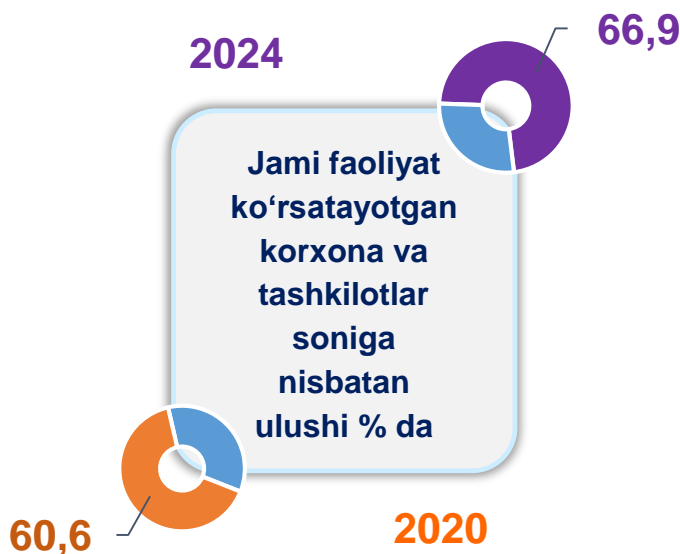 66,9
2024
Jami faoliyat
ko‘rsatayotgan
korxona va
tashkilotlar
soniga
nisbatan
ulushi % da
60,6
2020